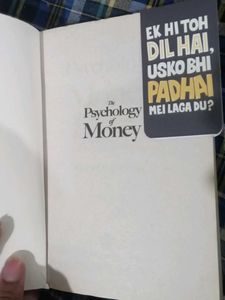 The
Psychology
of
Money
EK HI TOH
DIL HAI,
USKO BHI
PADHAI
MEI LAGA DU?